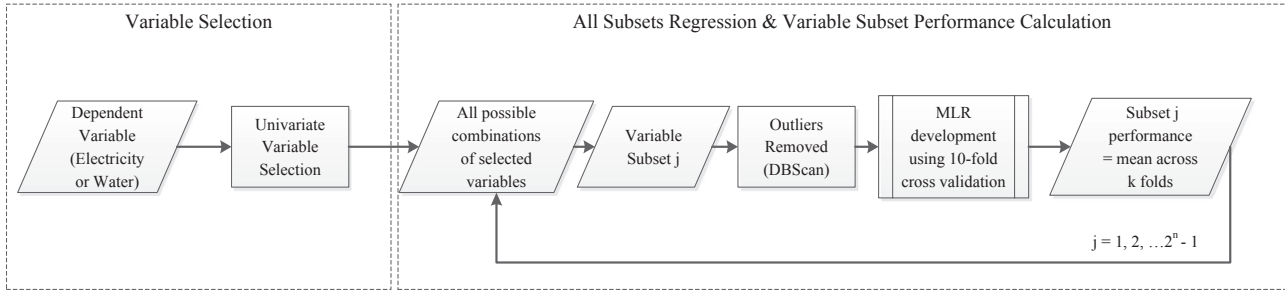 Variable Selection
All Subsets Regression & Variable Subset Performance Calculation
Dependent
Variable
(Electricity
or Water)
Univariate
Variable
Selection
All possible
combinations
of selected
variables
Variable
Subset j
Outliers
Removed
(DBScan)
MLR
development
using 10-fold
cross validation
Subset j
performance
= mean across
k folds
j = 1, 2, …2ⁿ - 1